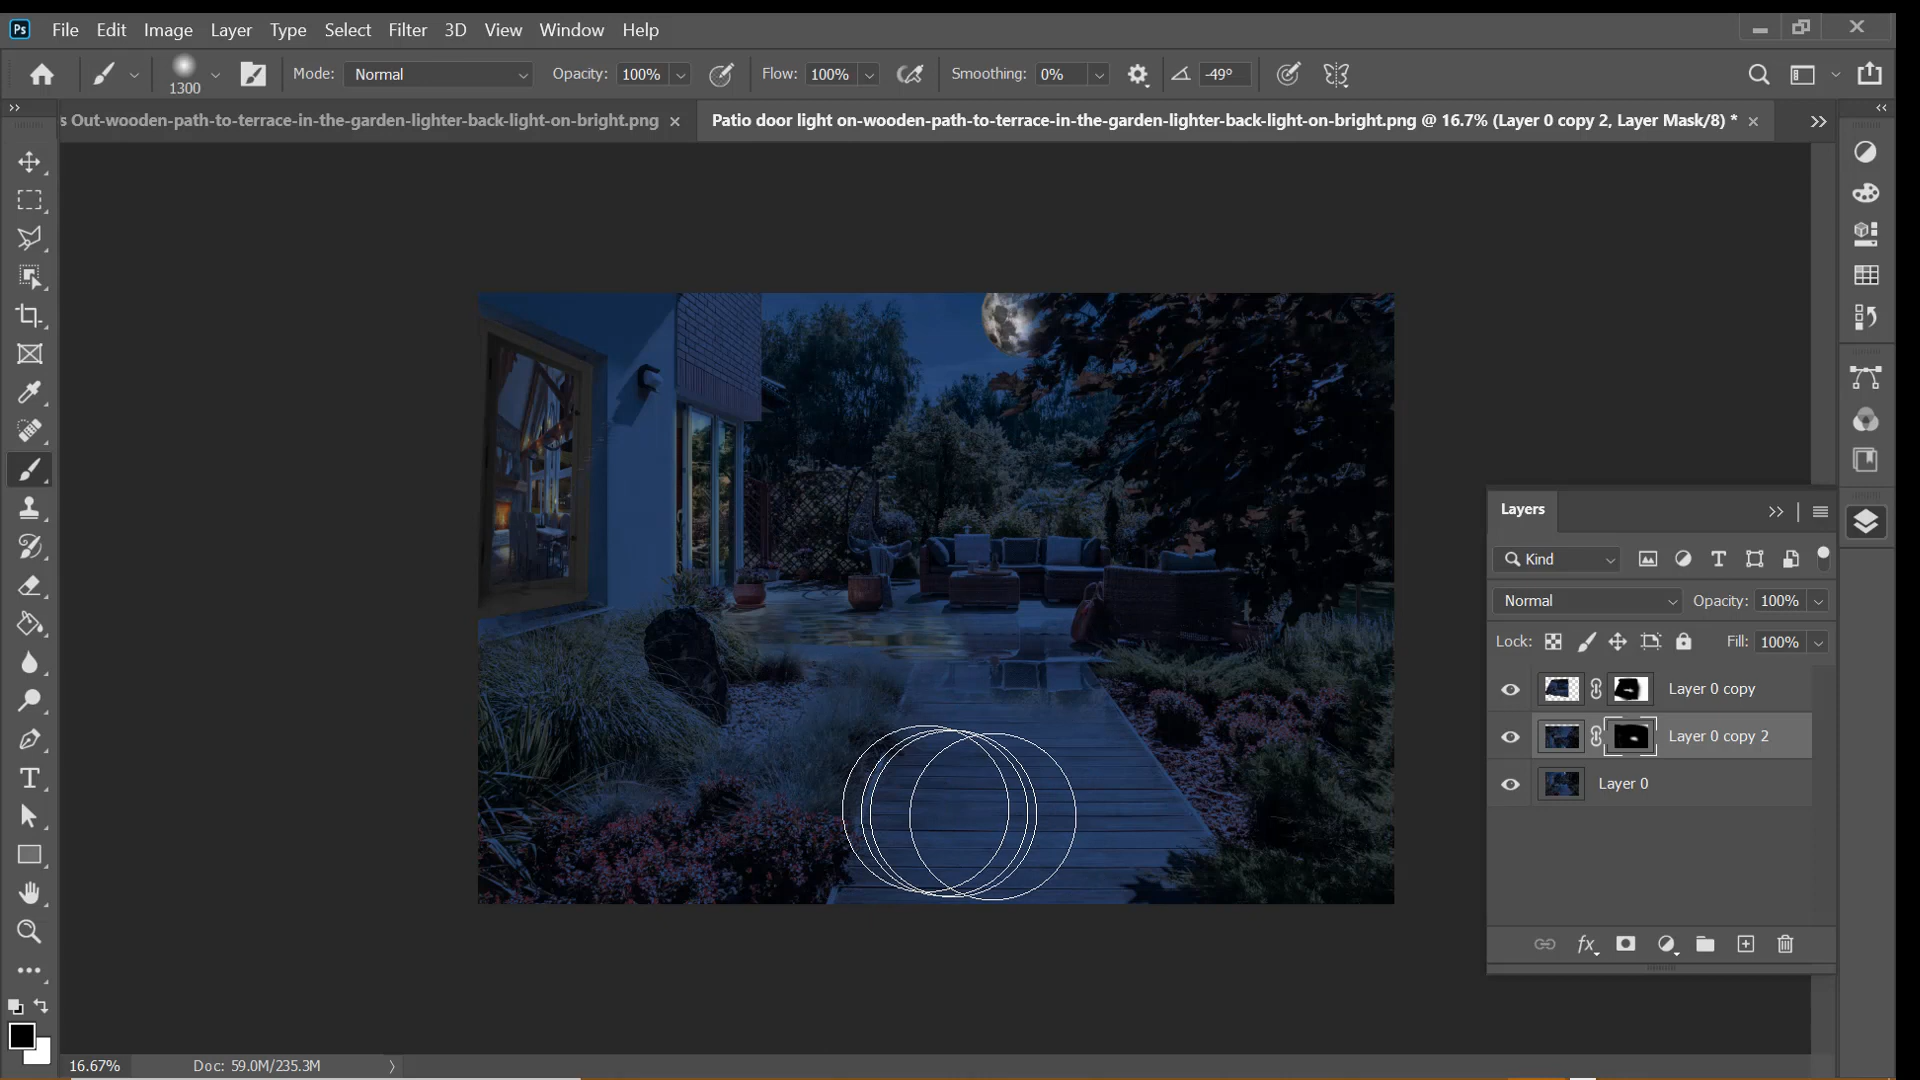 Ps File Edit Image Layer Type Select Filter 3D View Window Help
1300 Mode: Normal Opacity: 100% Flow: 100% Smoothing: 0% -49°
s Out-wooden-path-to-terrace-in-the-garden-lighter-back-light-on-bright.png Patio door light on-wooden-path-to-terrace-in-the-garden-lighter-back-light-on-bright.png @ 16.7% (Layer 0 copy 2, Layer Mask/8) *
Layers
Kind
Normal Opacity: 100%
Lock: Fill: 100%
Layer 0 copy
Layer 0 copy 2
Layer 0
fx
16.67% Doc: 59.0M/235.3M